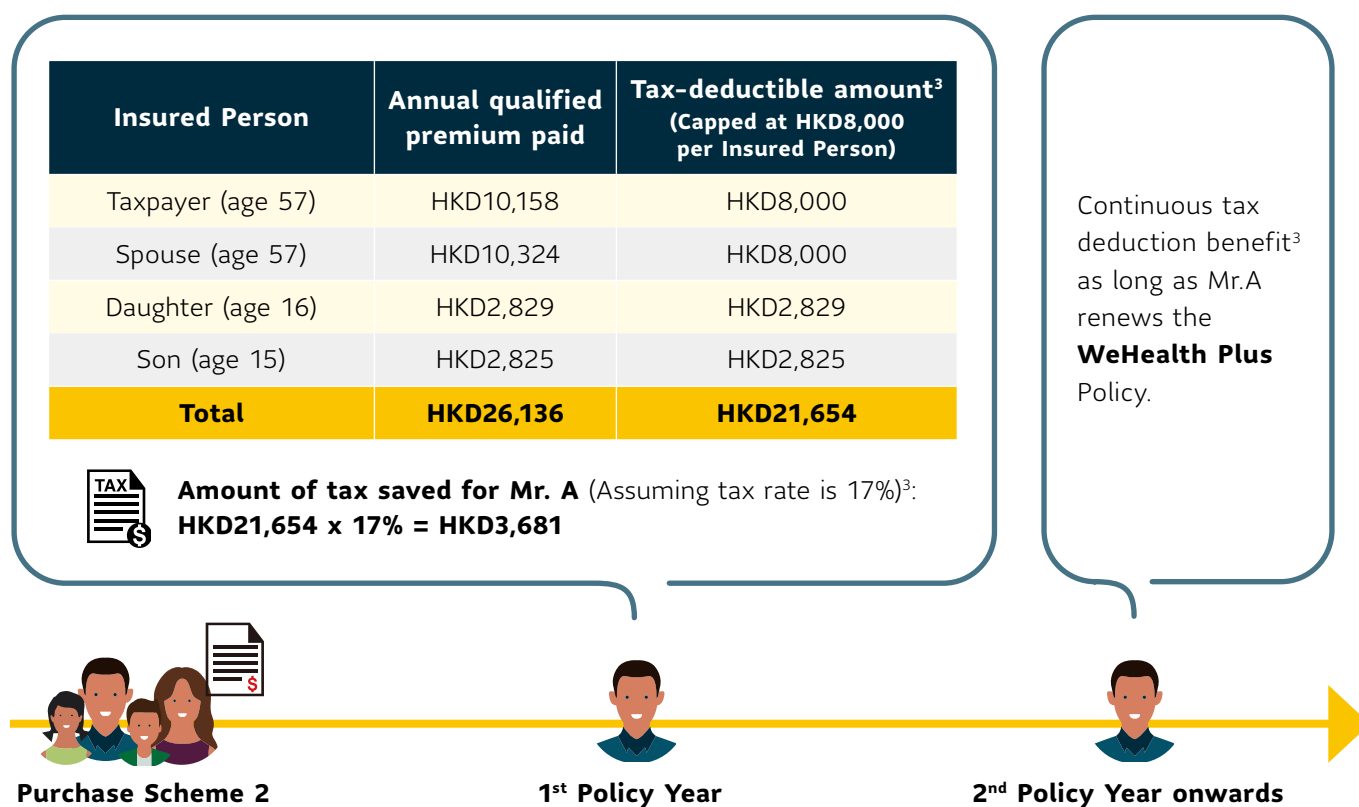 Insured Person
Annual qualified
premium paid
Tax-deductible amount³
(Capped at HKD8,000
per Insured Person)
Taxpayer (age 57) HKD10,158 HKD8,000
Spouse (age 57) HKD10,324 HKD8,000
Daughter (age 16) HKD2,829 HKD2,829
Son (age 15) HKD2,825 HKD2,825
Total HKD26,136 HKD21,654
TAX
$
Amount of tax saved for Mr. A (Assuming tax rate is 17%)³:
HKD21,654 x 17% = HKD3,681
Continuous tax
deduction benefit³
as long as Mr.A
renews the
WeHealth Plus
Policy.
$
Purchase Scheme 2
1st Policy Year
2nd Policy Year onwards